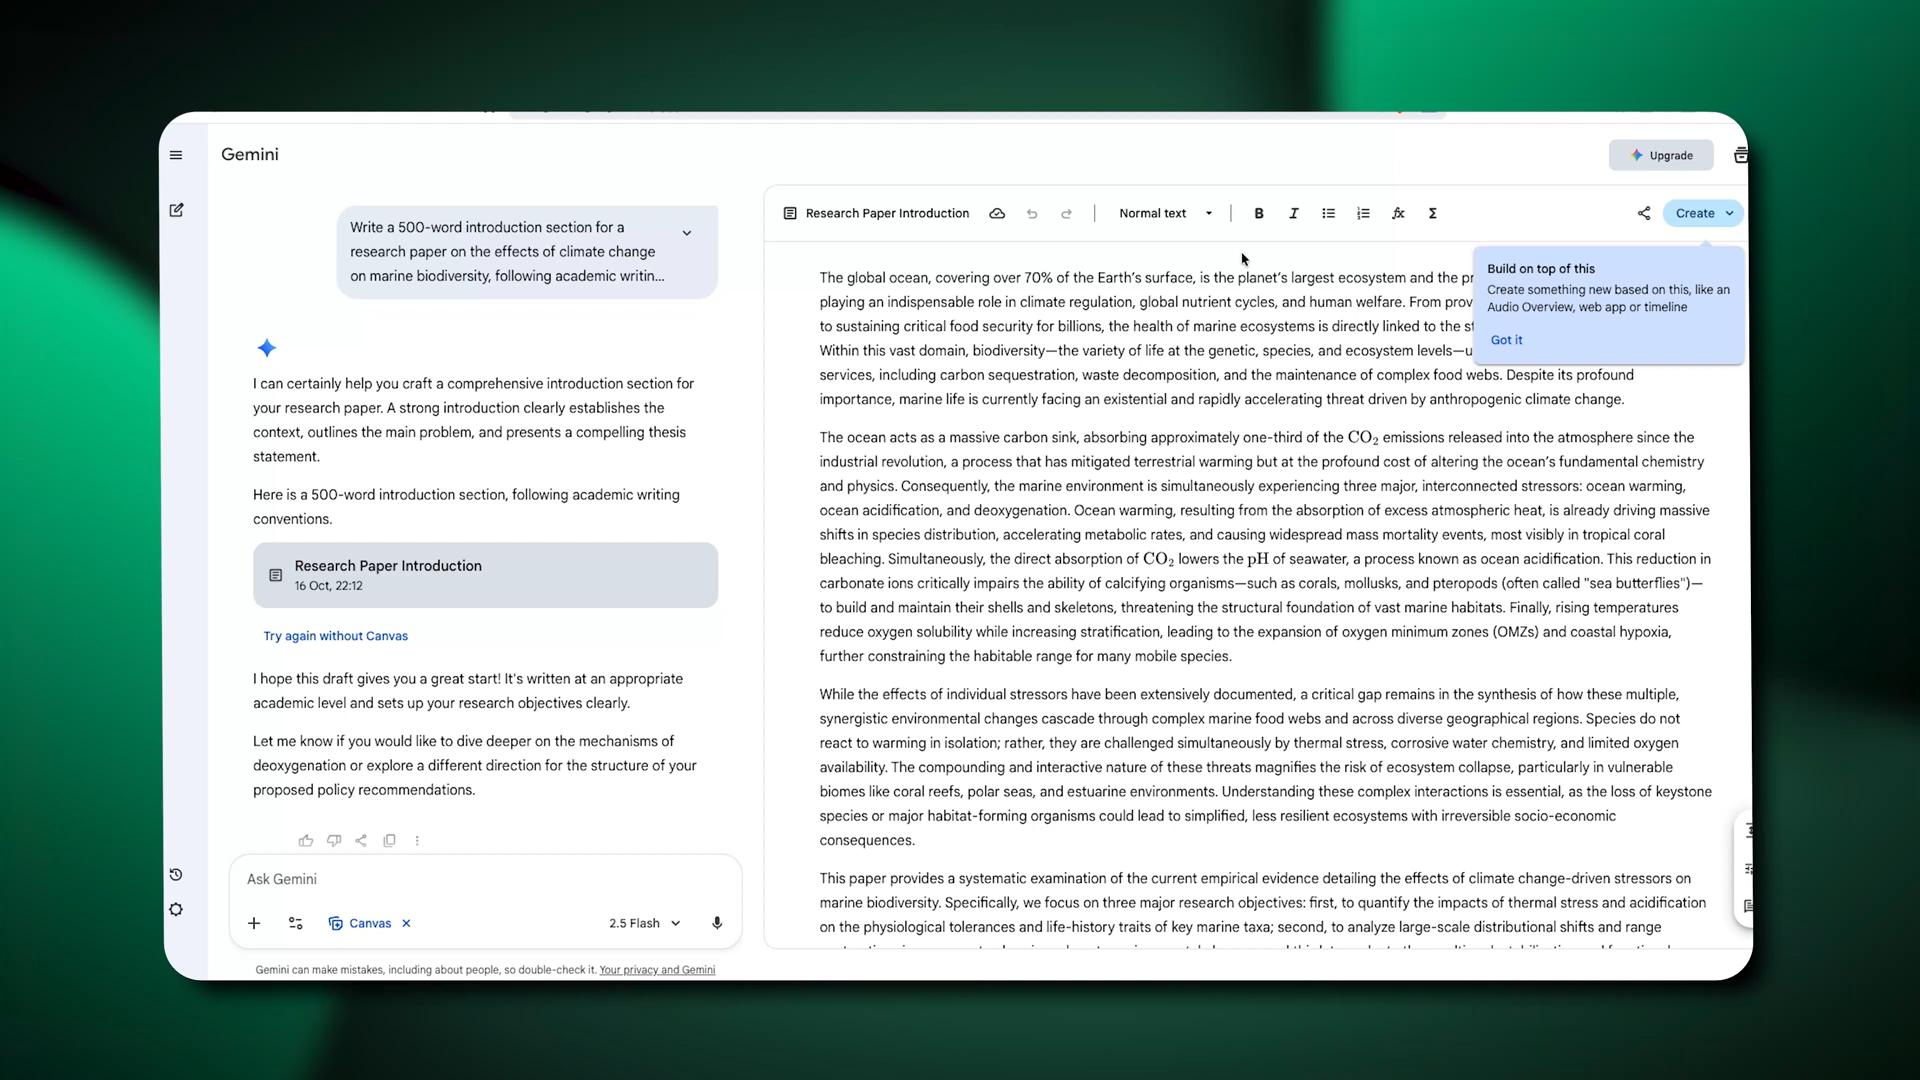 Gemini
Upgrade
Write a 500-word introduction section for a
research paper on the effects of climate change
on marine biodiversity, following academic writin...
I can certainly help you craft a comprehensive introduction section for
your research paper. A strong introduction clearly establishes the
context, outlines the main problem, and presents a compelling thesis
statement.
Here is a 500-word introduction section, following academic writing
conventions.
Research Paper Introduction
16 Oct, 22:12
Try again without Canvas
I hope this draft gives you a great start! It's written at an appropriate
academic level and sets up your research objectives clearly.
Let me know if you would like to dive deeper on the mechanisms of
deoxygenation or explore a different direction for the structure of your
proposed policy recommendations.
Ask Gemini
Canvas
2.5 Flash
Gemini can make mistakes, including about people, so double-check it. Your privacy and Gemini
Research Paper Introduction
Normal text
B I fx Σ
Create
Build on top of this
Create something new based on this, like an
Audio Overview, web app or timeline
Got it
The global ocean, covering over 70% of the Earth's surface, is the planet's largest ecosystem and the
playing an indispensable role in climate regulation, global nutrient cycles, and human welfare. From
to sustaining critical food security for billions, the health of marine ecosystems is directly linked to the
Within this vast domain, biodiversity—the variety of life at the genetic, species, and ecosystem levels—
services, including carbon sequestration, waste decomposition, and the maintenance of complex food webs. Despite its profound
importance, marine life is currently facing an existential and rapidly accelerating threat driven by anthropogenic climate change.
The ocean acts as a massive carbon sink, absorbing approximately one-third of the CO₂ emissions released into the atmosphere since the
industrial revolution, a process that has mitigated terrestrial warming but at the profound cost of altering the ocean's fundamental chemistry
and physics. Consequently, the marine environment is simultaneously experiencing three major, interconnected stressors: ocean warming,
ocean acidification, and deoxygenation. Ocean warming, resulting from the absorption of excess atmospheric heat, is already driving massive
shifts in species distribution, accelerating metabolic rates, and causing widespread mass mortality events, most visibly in tropical coral
bleaching. Simultaneously, the direct absorption of CO₂ lowers the pH of seawater, a process known as ocean acidification. This reduction in
carbonate ions critically impairs the ability of calcifying organisms—such as corals, mollusks, and pteropods (often called "sea butterflies")—
to build and maintain their shells and skeletons, threatening the structural foundation of vast marine habitats. Finally, rising temperatures
reduce oxygen solubility while increasing stratification, leading to the expansion of oxygen minimum zones (OMZs) and coastal hypoxia,
further constraining the habitable range for many mobile species.
While the effects of individual stressors have been extensively documented, a critical gap remains in the synthesis of how these multiple,
synergistic environmental changes cascade through complex marine food webs and across diverse geographical regions. Species do not
react to warming in isolation; rather, they are challenged simultaneously by thermal stress, corrosive water chemistry, and limited oxygen
availability. The compounding and interactive nature of these threats magnifies the risk of ecosystem collapse, particularly in vulnerable
biomes like coral reefs, polar seas, and estuarine environments. Understanding these complex interactions is essential, as the loss of keystone
species or major habitat-forming organisms could lead to simplified, less resilient ecosystems with irreversible socio-economic
consequences.
This paper provides a systematic examination of the current empirical evidence detailing the effects of climate change-driven stressors on
marine biodiversity. Specifically, we focus on three major research objectives: first, to quantify the impacts of thermal stress and acidification
on the physiological tolerances and life-history traits of key marine taxa; second, to analyze large-scale distributional shifts and range